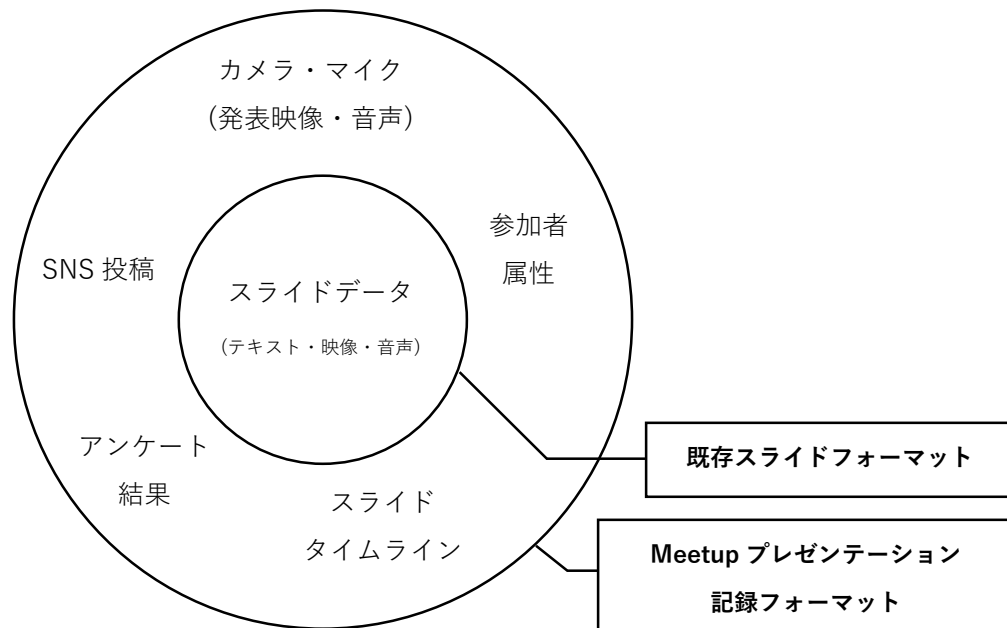 カメラ・マイク
(発表映像・音声)
参加者
属性
SNS 投稿
スライドデータ
(テキスト・映像・音声)
アンケート
結果
スライド
タイムライン
既存スライドフォーマット
Meetup プレゼンテーション
記録フォーマット